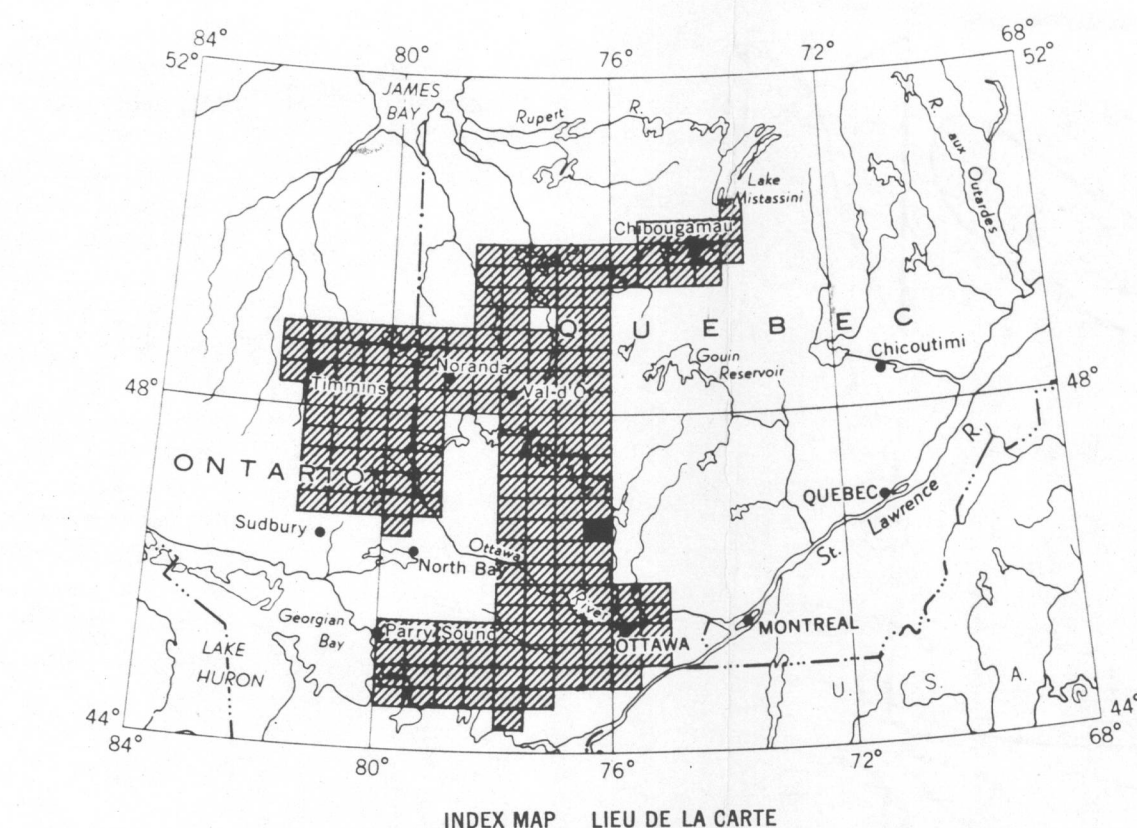 84° 80° 76° 72° 68°
52° 52°
JAMES
BAY
Rupert R.
R. aux Outardes
Lake
Mistassini
Chibougamau
QUEBEC
Chicoutimi
Gouin
Reservoir
Noranda
Timmins
Val-d'O
48° 48°
ONTARIO
QUEBEC
St. Lawrence R.
Sudbury
North Ba
Ottawa River
Georgian
Bay
Parry Sound
OTTAWA
MONTREAL
LAKE
HURON
U. S. A.
44° 44°
84° 80° 76° 72° 68°
INDEX MAP LIEU DE LA CARTE